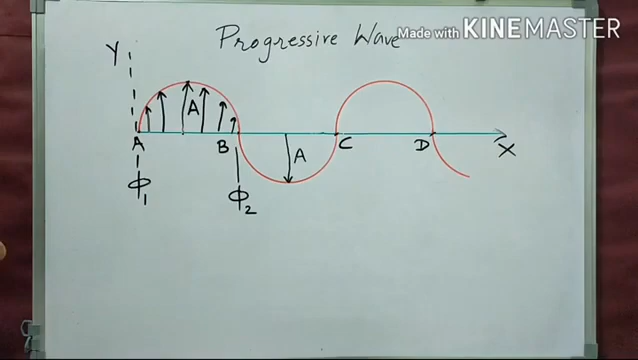 Made with KINEMASTER
Progressive Wave
Y
A
A
A B C D X
Φ₁
Φ₂